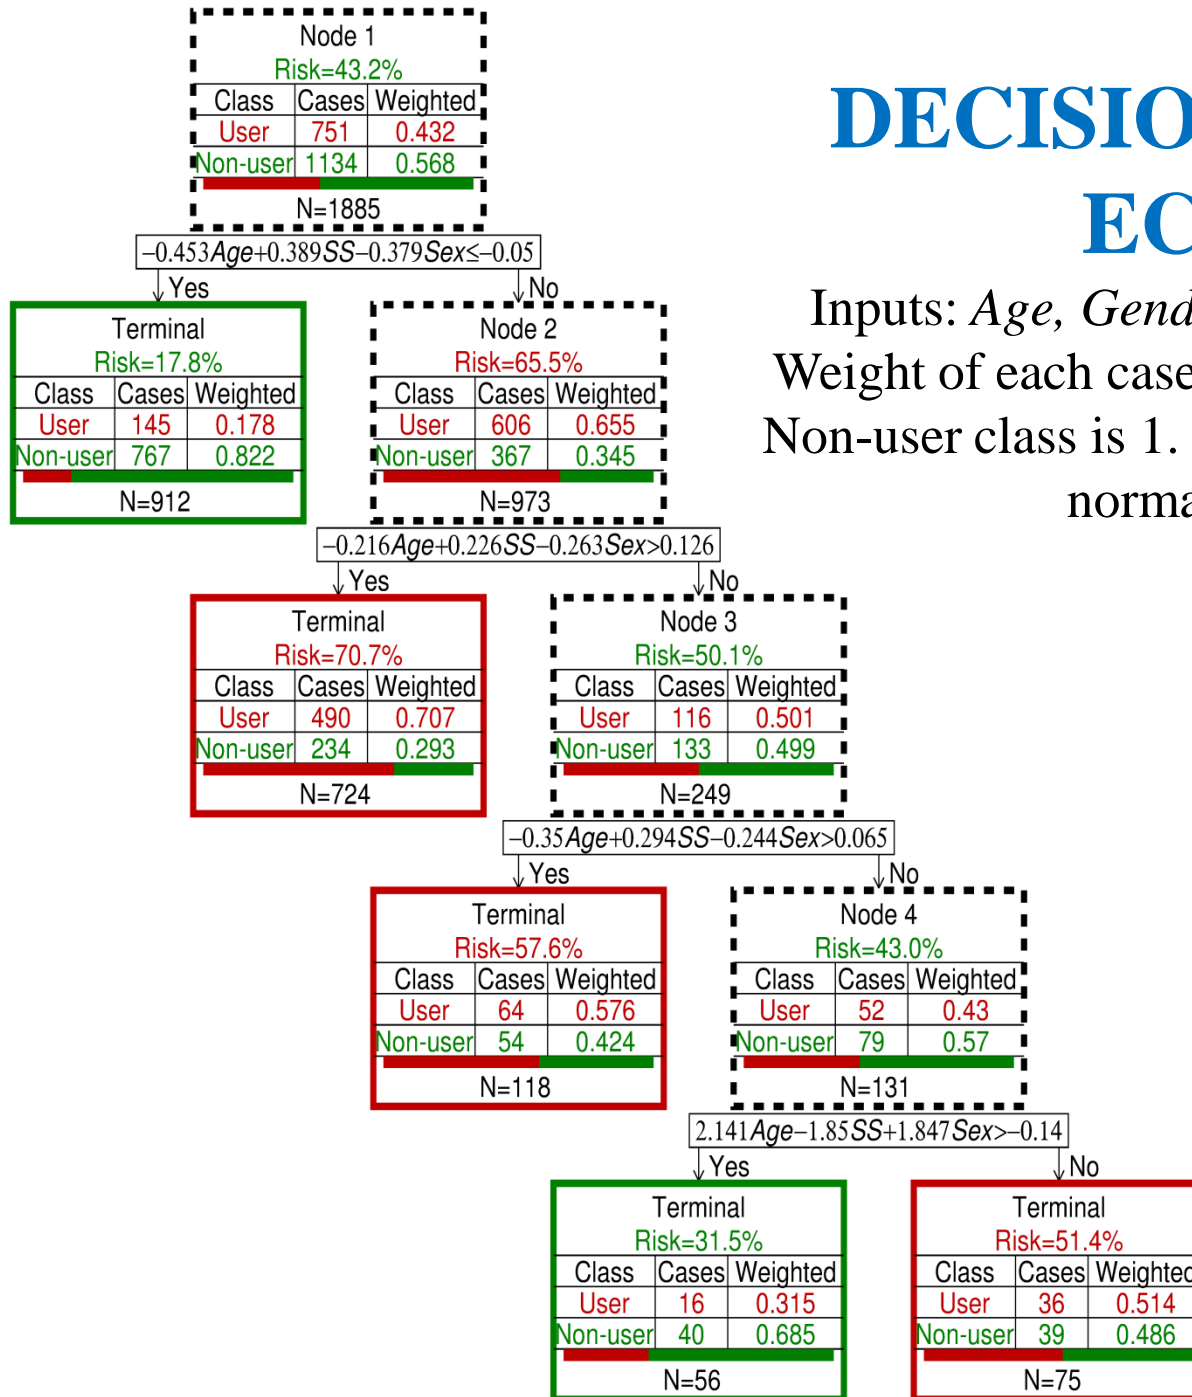 Node 1
Risk=43.2%
Class Cases Weighted
User 751 0.432
Non-user 1134 0.568
N=1885
DECISIO
EC
Inputs: Age, Gend
Weight of each case
Non-user class is 1.
norma
−0.453Age+0.389SS−0.379Sex≤−0.05
Yes
No
Terminal
Risk=17.8%
Class Cases Weighted
User 145 0.178
Non-user 767 0.822
N=912
Node 2
Risk=65.5%
Class Cases Weighted
User 606 0.655
Non-user 367 0.345
N=973
−0.216Age+0.226SS−0.263Sex>0.126
Yes
No
Terminal
Risk=70.7%
Class Cases Weighted
User 490 0.707
Non-user 234 0.293
N=724
Node 3
Risk=50.1%
Class Cases Weighted
User 116 0.501
Non-user 133 0.499
N=249
−0.35Age+0.294SS−0.244Sex>0.065
Yes
No
Terminal
Risk=57.6%
Class Cases Weighted
User 64 0.576
Non-user 54 0.424
N=118
Node 4
Risk=43.0%
Class Cases Weighted
User 52 0.43
Non-user 79 0.57
N=131
2.141Age−1.85SS+1.847Sex>−0.14
Yes
No
Terminal
Risk=31.5%
Class Cases Weighted
User 16 0.315
Non-user 40 0.685
N=56
Terminal
Risk=51.4%
Class Cases Weighted
User 36 0.514
Non-user 39 0.486
N=75